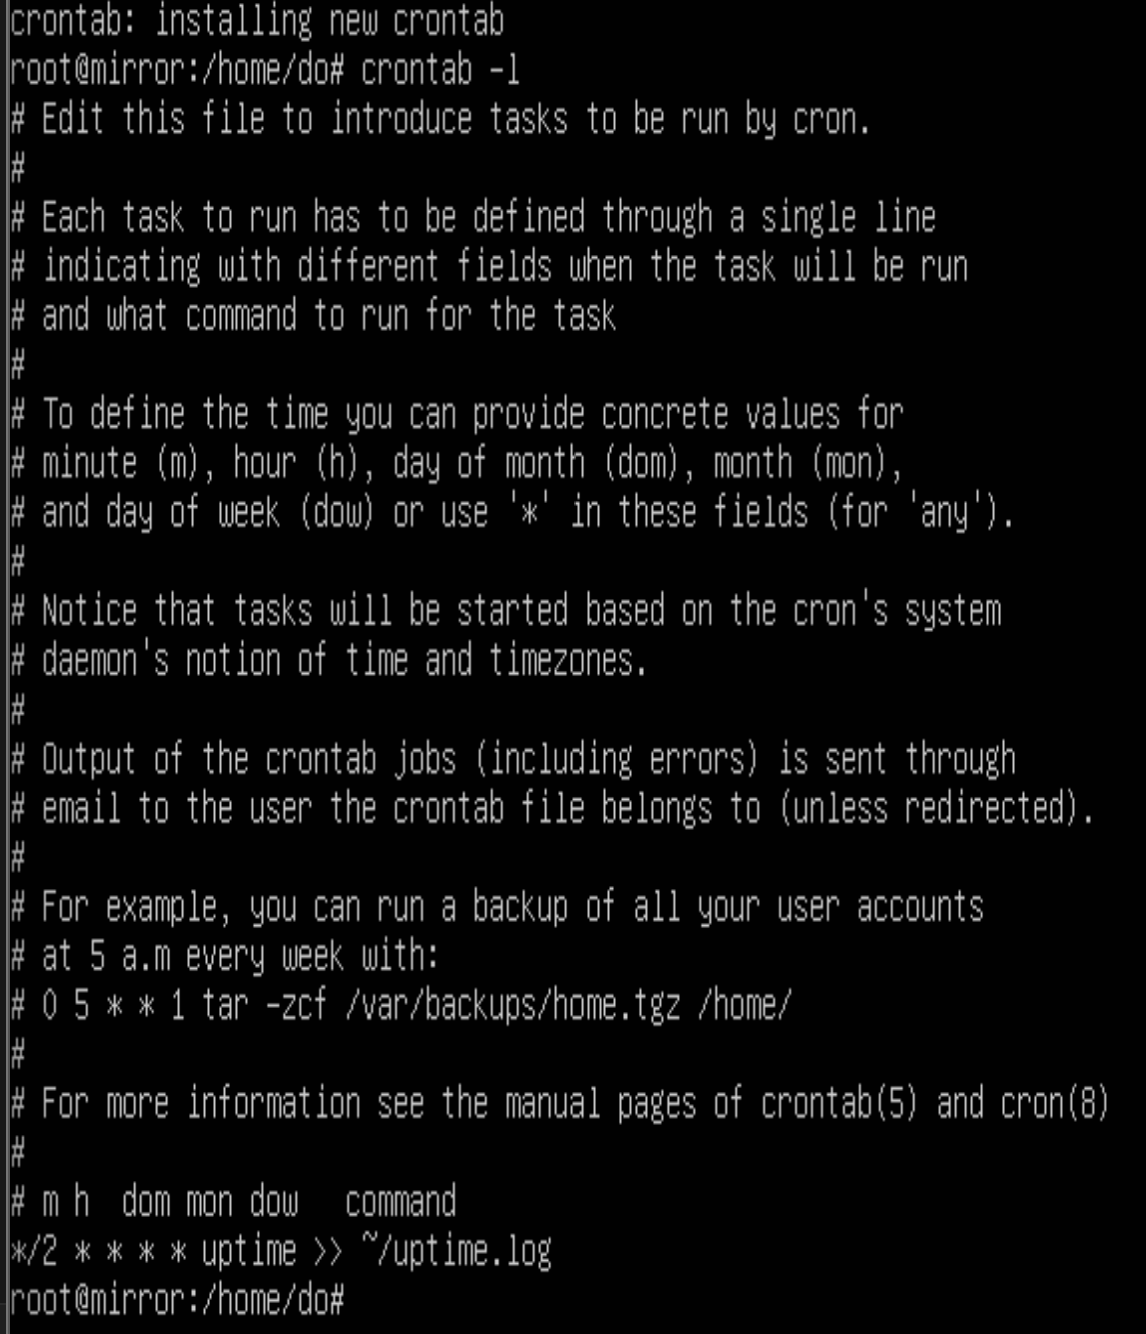 crontab: installing new crontab
root@mirror:/home/do# crontab -l
# Edit this file to introduce tasks to be run by cron.
#
# Each task to run has to be defined through a single line
# indicating with different fields when the task will be run
# and what command to run for the task
#
# To define the time you can provide concrete values for
# minute (m), hour (h), day of month (dom), month (mon),
# and day of week (dow) or use '*' in these fields (for 'any').
#
# Notice that tasks will be started based on the cron's system
# daemon's notion of time and timezones.
#
# Output of the crontab jobs (including errors) is sent through
# email to the user the crontab file belongs to (unless redirected).
#
# For example, you can run a backup of all your user accounts
# at 5 a.m every week with:
# 0 5 * * 1 tar -zcf /var/backups/home.tgz /home/
#
# For more information see the manual pages of crontab(5) and cron(8)
#
# m h  dom mon dow   command
*/2 * * * * uptime >> ~/uptime.log
root@mirror:/home/do#